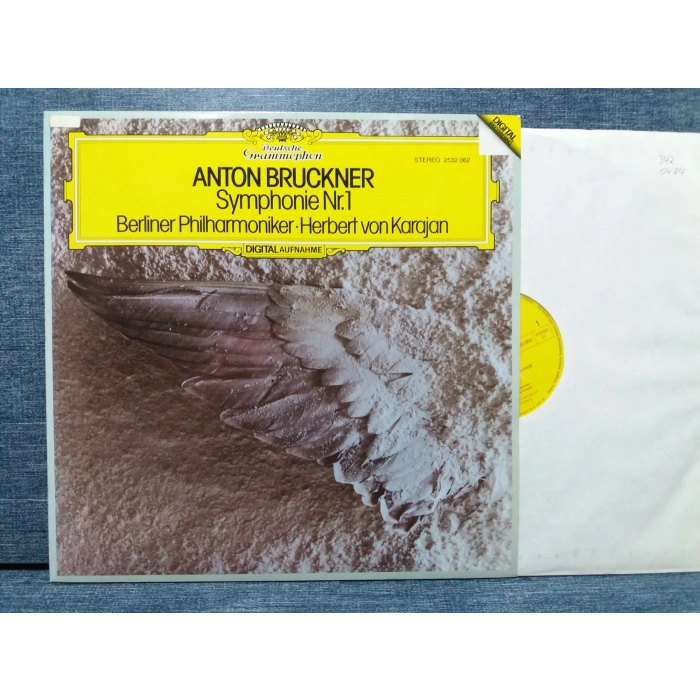 Deutsche
Grammophon
DIGITAL
STEREO 2532 062
ANTON BRUCKNER
Symphonie Nr.1
Berliner Philharmoniker · Herbert von Karajan
DIGITAL AUFNAHME